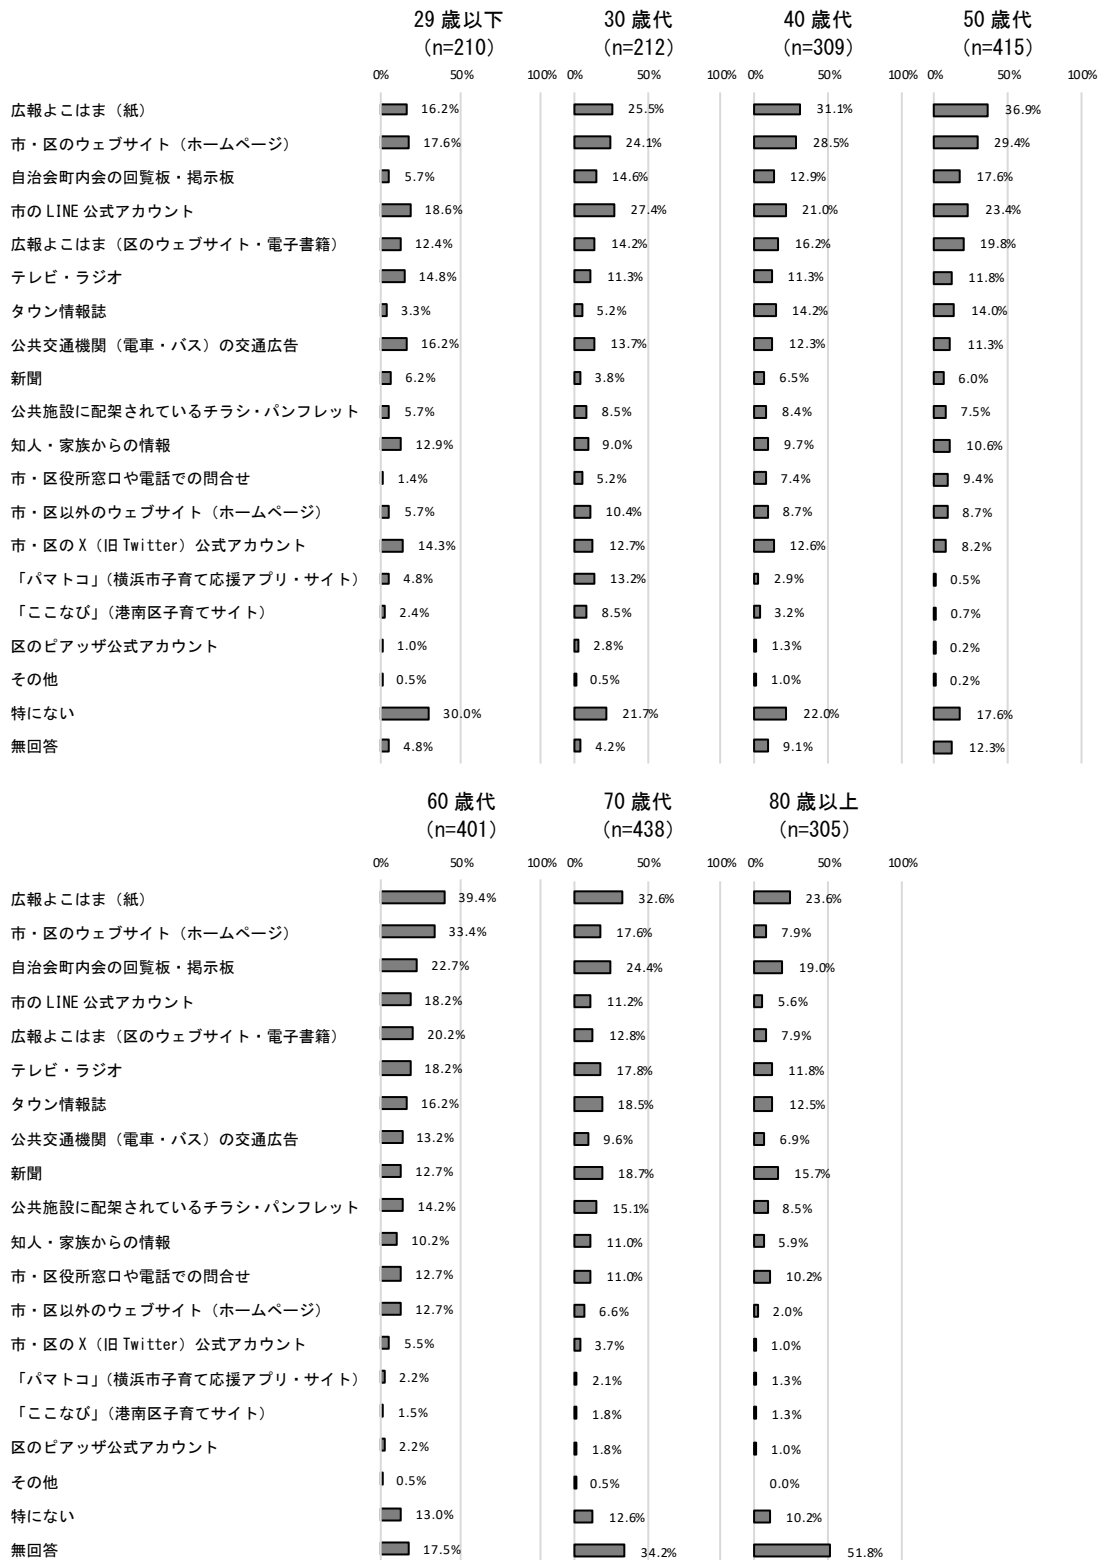 29 歳以下 30 歳代 40 歳代 50 歳代
(n=210) (n=212) (n=309) (n=415)
0% 50% 100% 0% 50% 100% 0% 50% 100% 0% 50% 100%
広報よこはま（紙） 16.2% 25.5% 31.1% 36.9%
市・区のウェブサイト（ホームページ） 17.6% 24.1% 28.5% 29.4%
自治会町内会の回覧板・掲示板 5.7% 14.6% 12.9% 17.6%
市の LINE 公式アカウント 18.6% 27.4% 21.0% 23.4%
広報よこはま（区のウェブサイト・電子書籍） 12.4% 14.2% 16.2% 19.8%
テレビ・ラジオ 14.8% 11.3% 11.3% 11.8%
タウン情報誌 3.3% 5.2% 14.2% 14.0%
公共交通機関（電車・バス）の交通広告 16.2% 13.7% 12.3% 11.3%
新聞 6.2% 3.8% 6.5% 6.0%
公共施設に配架されているチラシ・パンフレット 5.7% 8.5% 8.4% 7.5%
知人・家族からの情報 12.9% 9.0% 9.7% 10.6%
市・区役所窓口や電話での問合せ 1.4% 5.2% 7.4% 9.4%
市・区以外のウェブサイト（ホームページ） 5.7% 10.4% 8.7% 8.7%
市・区の X（旧 Twitter）公式アカウント 14.3% 12.7% 12.6% 8.2%
「パマトコ」（横浜市子育て応援アプリ・サイト） 4.8% 13.2% 2.9% 0.5%
「ここなび」（港南区子育てサイト） 2.4% 8.5% 3.2% 0.7%
区のピアッザ公式アカウント 1.0% 2.8% 1.3% 0.2%
その他 0.5% 0.5% 1.0% 0.2%
特にない 30.0% 21.7% 22.0% 17.6%
無回答 4.8% 4.2% 9.1% 12.3%
60 歳代 70 歳代 80 歳以上
(n=401) (n=438) (n=305)
0% 50% 100% 0% 50% 100% 0% 50% 100%
広報よこはま（紙） 39.4% 32.6% 23.6%
市・区のウェブサイト（ホームページ） 33.4% 17.6% 7.9%
自治会町内会の回覧板・掲示板 22.7% 24.4% 19.0%
市の LINE 公式アカウント 18.2% 11.2% 5.6%
広報よこはま（区のウェブサイト・電子書籍） 20.2% 12.8% 7.9%
テレビ・ラジオ 18.2% 17.8% 11.8%
タウン情報誌 16.2% 18.5% 12.5%
公共交通機関（電車・バス）の交通広告 13.2% 9.6% 6.9%
新聞 12.7% 18.7% 15.7%
公共施設に配架されているチラシ・パンフレット 14.2% 15.1% 8.5%
知人・家族からの情報 10.2% 11.0% 5.9%
市・区役所窓口や電話での問合せ 12.7% 11.0% 10.2%
市・区以外のウェブサイト（ホームページ） 12.7% 6.6% 2.0%
市・区の X（旧 Twitter）公式アカウント 5.5% 3.7% 1.0%
「パマトコ」（横浜市子育て応援アプリ・サイト） 2.2% 2.1% 1.3%
「ここなび」（港南区子育てサイト） 1.5% 1.8% 1.3%
区のピアッザ公式アカウント 2.2% 1.8% 1.0%
その他 0.5% 0.5% 0.0%
特にない 13.0% 12.6% 10.2%
無回答 17.5% 34.2% 51.8%